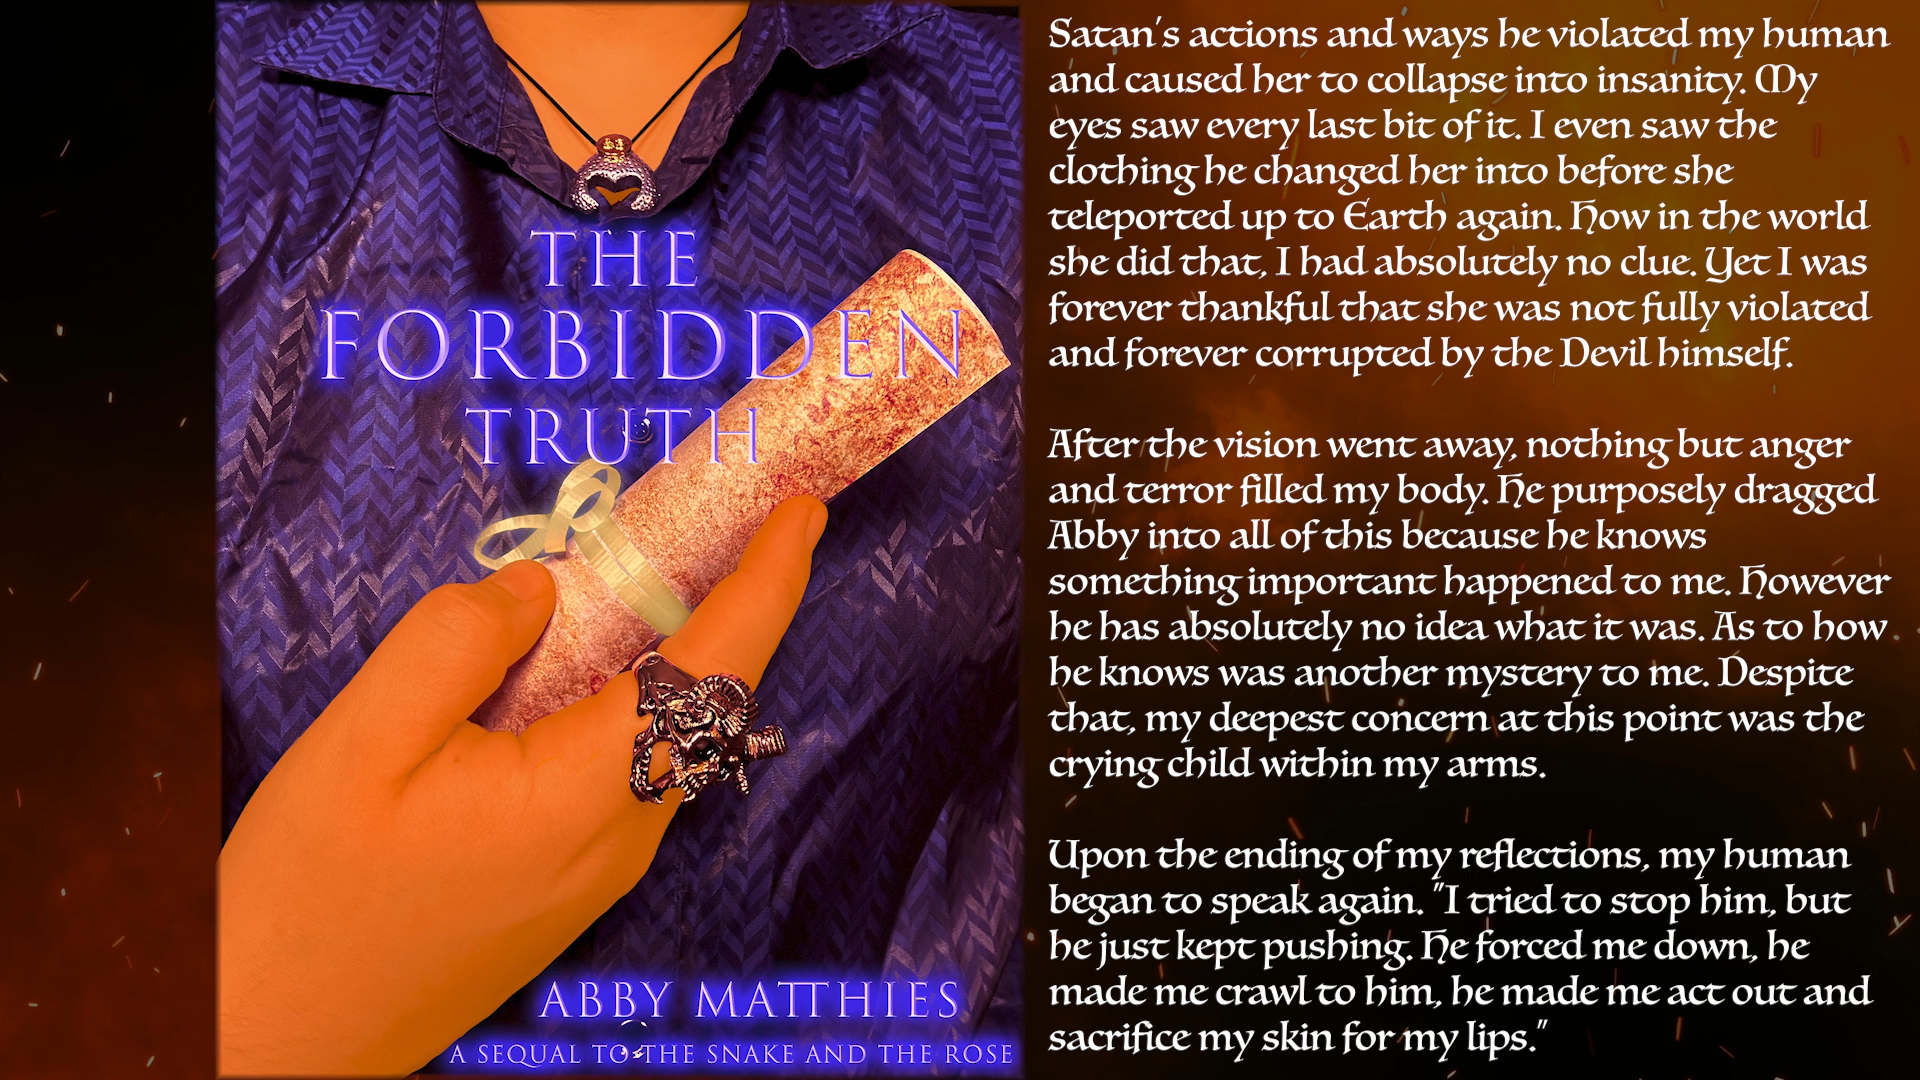 THE
FORBIDDEN
TRUTH
ABBY MATTHIES
A SEQUAL TO THE SNAKE AND THE ROSE
Satan's actions and ways he violated my human
and caused her to collapse into insanity. My
eyes saw every last bit of it. I even saw the
clothing he changed her into before she
teleported up to Earth again. How in the world
she did that, I had absolutely no clue. Yet I was
forever thankful that she was not fully violated
and forever corrupted by the Devil himself.
After the vision went away, nothing but anger
and terror filled my body. He purposely dragged
Abby into all of this because he knows
something important happened to me. However
he has absolutely no idea what it was. As to how
he knows was another mystery to me. Despite
that, my deepest concern at this point was the
crying child within my arms.
Upon the ending of my reflections, my human
began to speak again. "I tried to stop him, but
he just kept pushing. He forced me down, he
made me crawl to him, he made me act out and
sacrifice my skin for my lips."